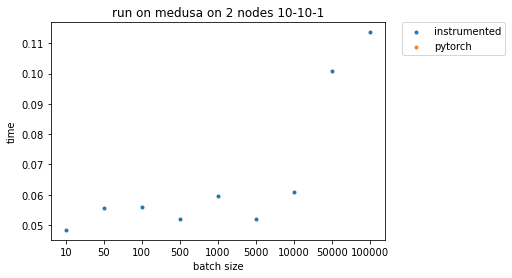 run on medusa on 2 nodes 10-10-1
instrumented
pytorch
0.11
0.10
0.09
0.08
0.07
0.06
0.05
time
10 50 100 500 1000 5000 10000 50000 100000
batch size